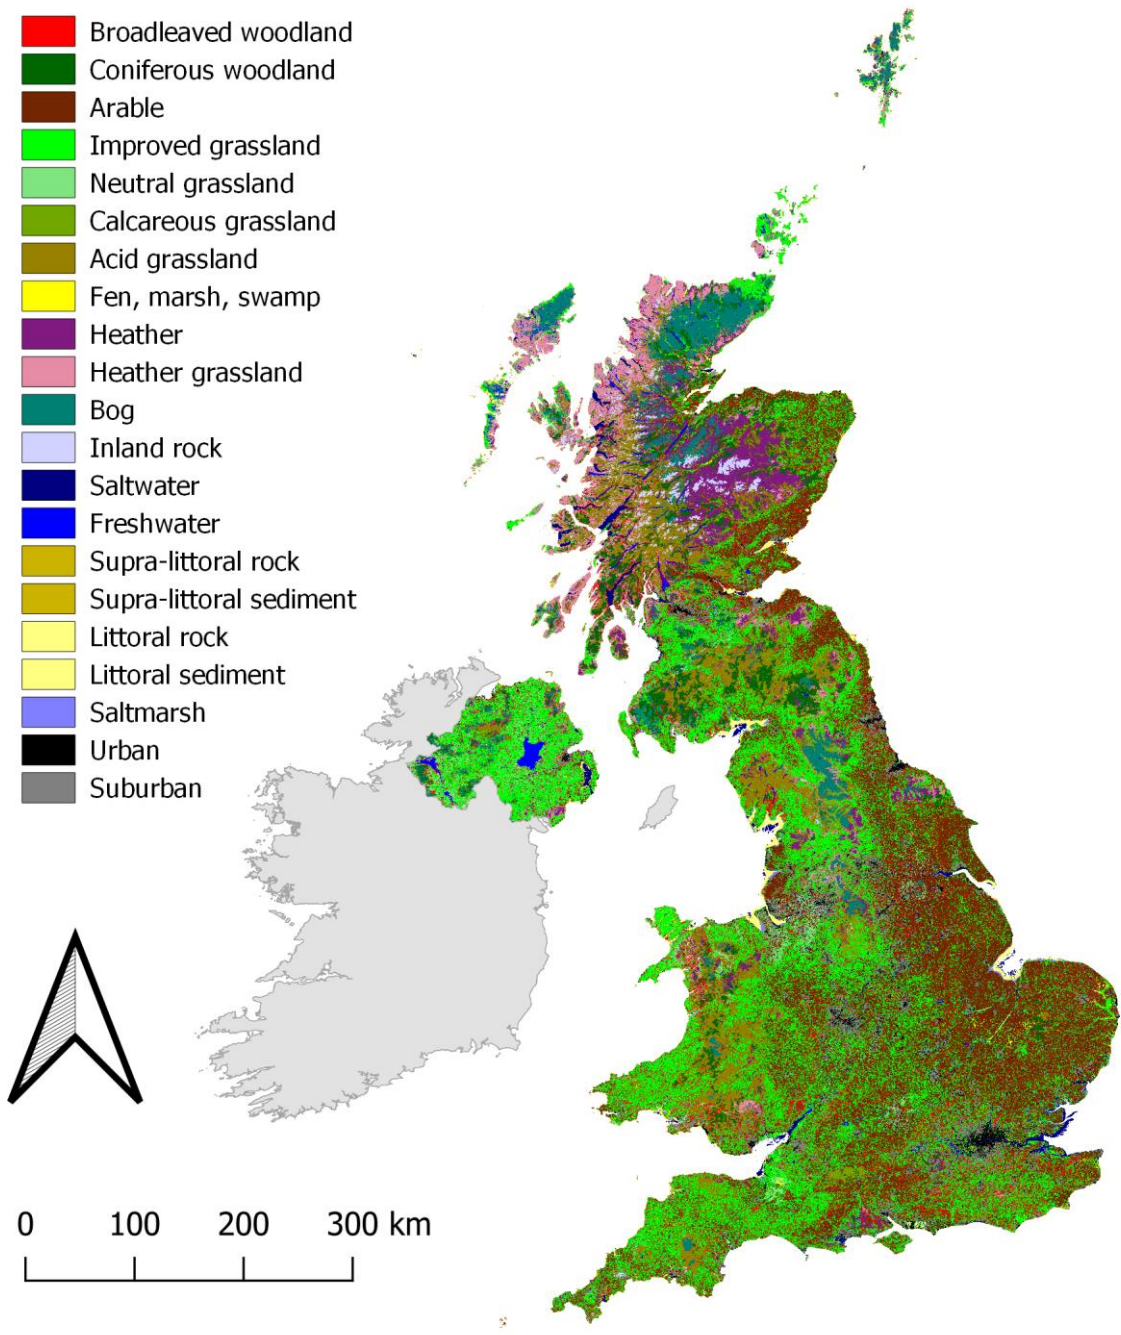 Broadleaved woodland
Coniferous woodland
Arable
Improved grassland
Neutral grassland
Calcareous grassland
Acid grassland
Fen, marsh, swamp
Heather
Heather grassland
Bog
Inland rock
Saltwater
Freshwater
Supra-littoral rock
Supra-littoral sediment
Littoral rock
Littoral sediment
Saltmarsh
Urban
Suburban
0 100 200 300 km